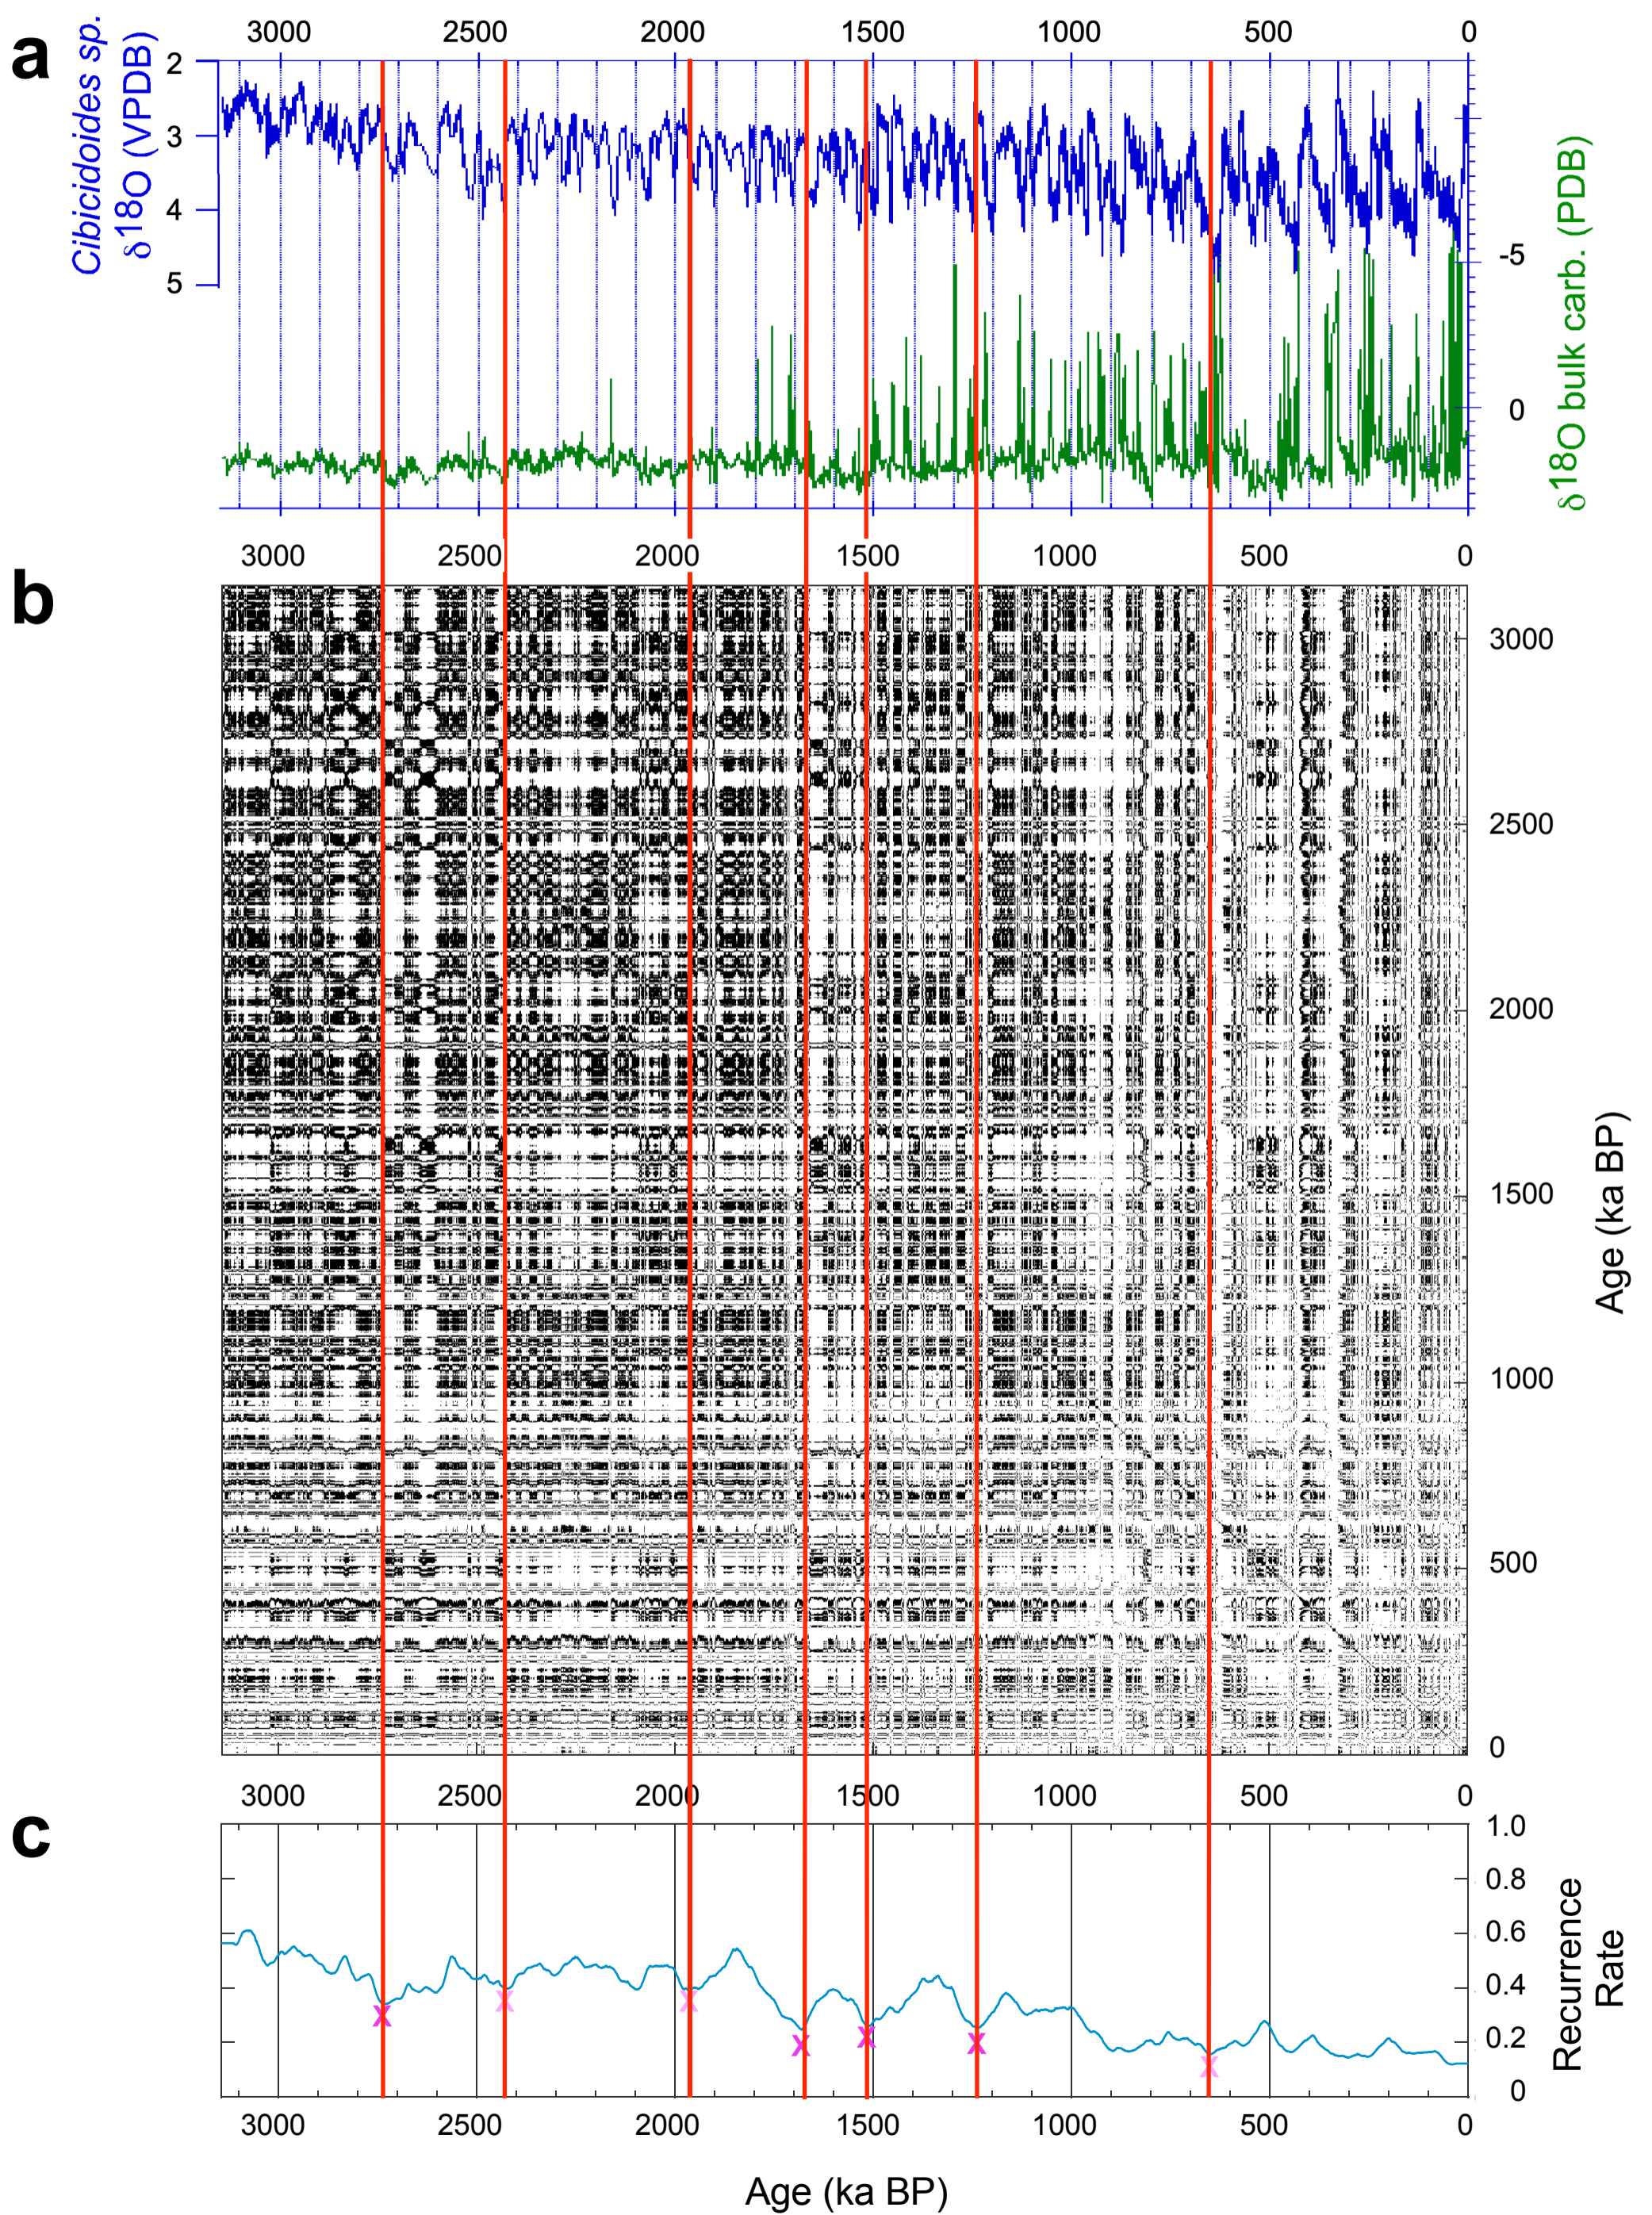 a
Cibicidoides sp.
δ18O (VPDB)
3000 2500 2000 1500 1000 500 0
2
3
4
5
-5
0
δ18O bulk carb. (PDB)
3000 2500 2000 1500 1000 500 0
b
3000
2500
2000
1500
1000
500
0
Age (ka BP)
3000 2500 2000 1500 1000 500 0
c
1.0
0.8
0.6
0.4
0.2
0
Recurrence
Rate
x x x x x x x
3000 2500 2000 1500 1000 500 0
Age (ka BP)